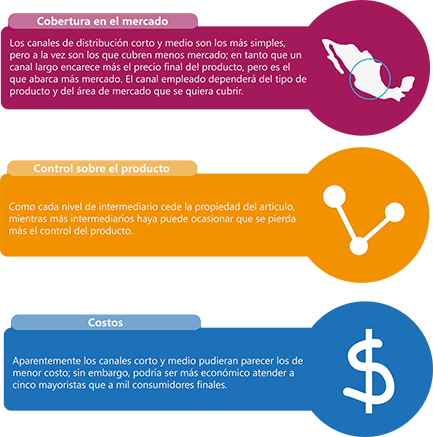 Cobertura en el mercado
Los canales de distribución corto y medio son los más simples,
pero a la vez son los que cubren menos mercado; en tanto que un
canal largo encarece más el precio final del producto, pero es el
que abarca más mercado. El canal empleado dependerá del tipo de
producto y del área de mercado que se quiera cubrir.
Control sobre el producto
Como cada nivel de intermediario cede la propiedad del artículo,
mientras más intermediarios haya puede ocasionar que se pierda
más el control del producto.
Costos
Aparentemente los canales corto y medio pudieran parecer los de
menor costo; sin embargo, podría ser más económico atender a
cinco mayoristas que a mil consumidores finales.
$